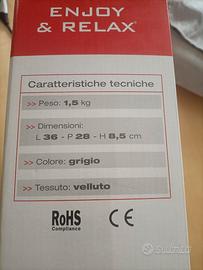 ENJOY
& RELAX®
Caratteristiche tecniche
>> Peso: 1,5 kg
>> Dimensioni:
L 36 - P 28 - H 8,5 cm
>> Colore: grigio
>> Tessuto: velluto
RoHS
Compliance
CE
Subito